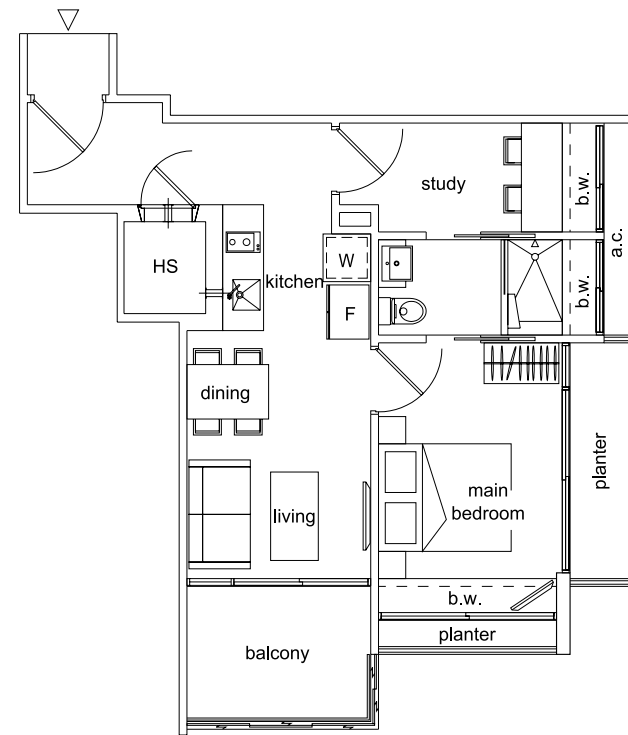 study
b.w.
a.c.
HS
kitchen
W
b.w.
F
dining
planter
living
main
bedroom
b.w.
planter
balcony